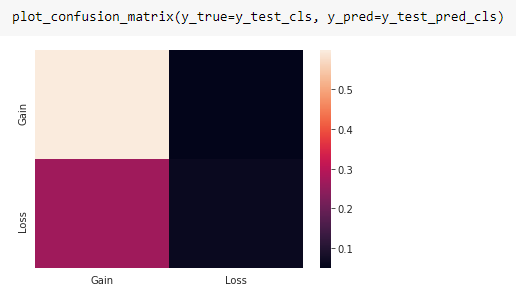 plot_confusion_matrix(y_true=y_test_cls, y_pred=y_test_pred_cls)
Gain
Loss
Gain
Loss
0.5
0.4
0.3
0.2
0.1